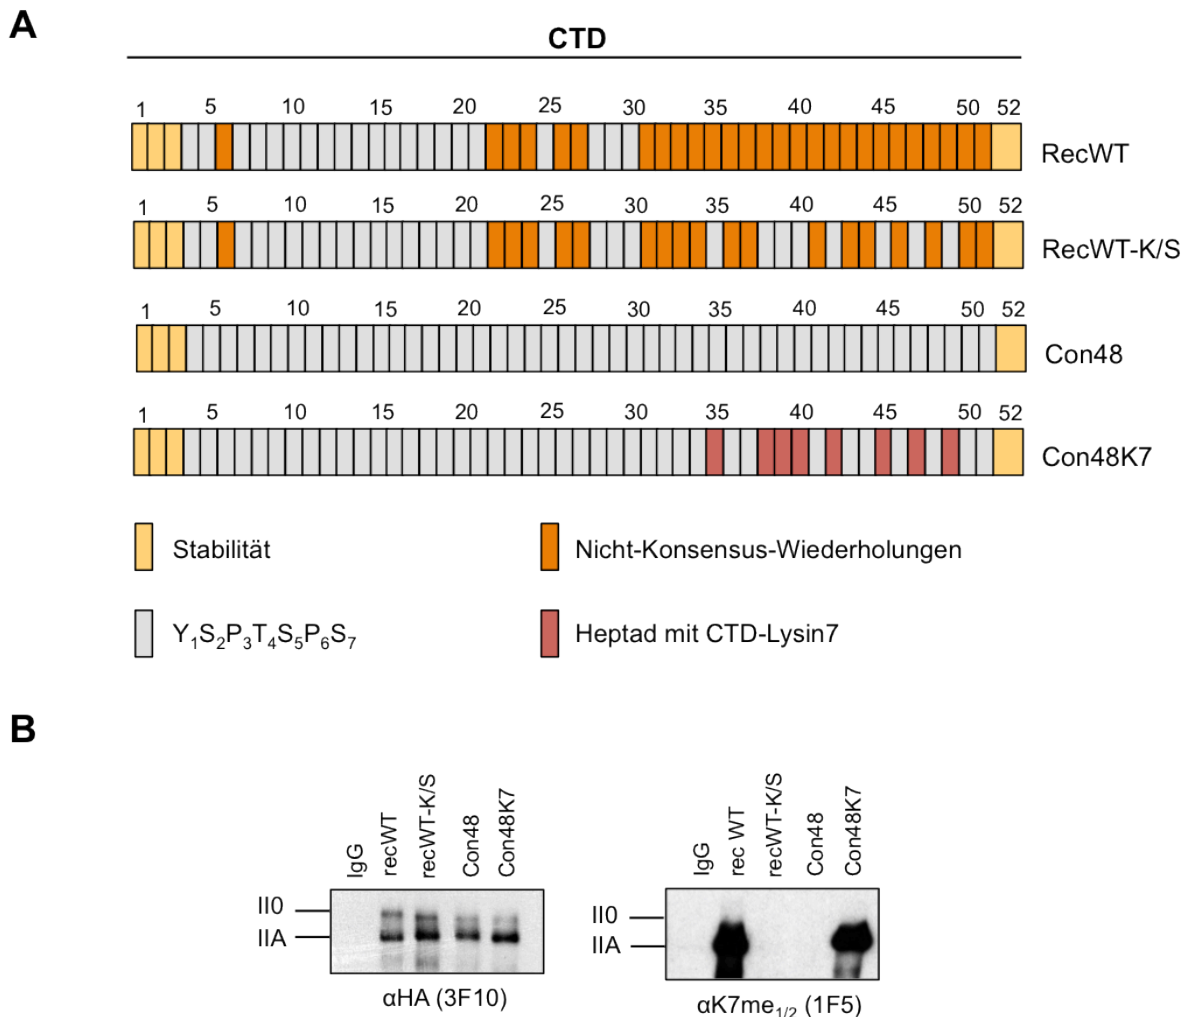 A
CTD
1 5 10 15 20 25 30 35 40 45 50 52
RecWT
1 5 10 15 20 25 30 35 40 45 50 52
RecWT-K/S
1 5 10 15 20 25 30 35 40 45 50 52
Con48
1 5 10 15 20 25 30 35 40 45 50 52
Con48K7
Stabilität
Nicht-Konsensus-Wiederholungen
Y₁S₂P₃T₄S₅P₆S₇
Heptad mit CTD-Lysin7
B
IgG recWT recWT-K/S Con48 Con48K7
II0
IIA
αHA (3F10)
IgG rec WT recWT-K/S Con48 Con48K7
II0
IIA
αK7me₁/₂ (1F5)